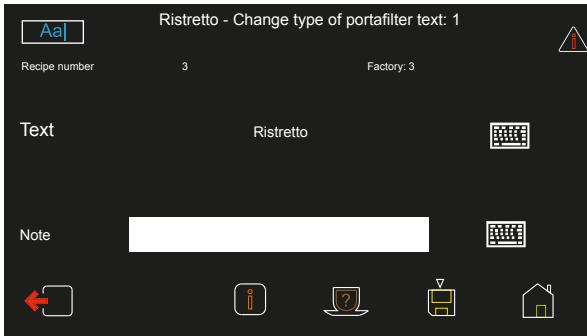 Aa
Ristretto - Change type of portafilter text: 1
i
Recipe number 3 Factory: 3
Text Ristretto
Note
i ?